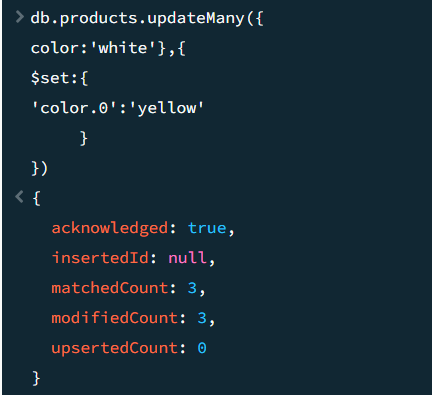 > db.products.updateMany({
color:'white'},{
$set:{
'color.0':'yellow'
}
})
< {
acknowledged: true,
insertedId: null,
matchedCount: 3,
modifiedCount: 3,
upsertedCount: 0
}